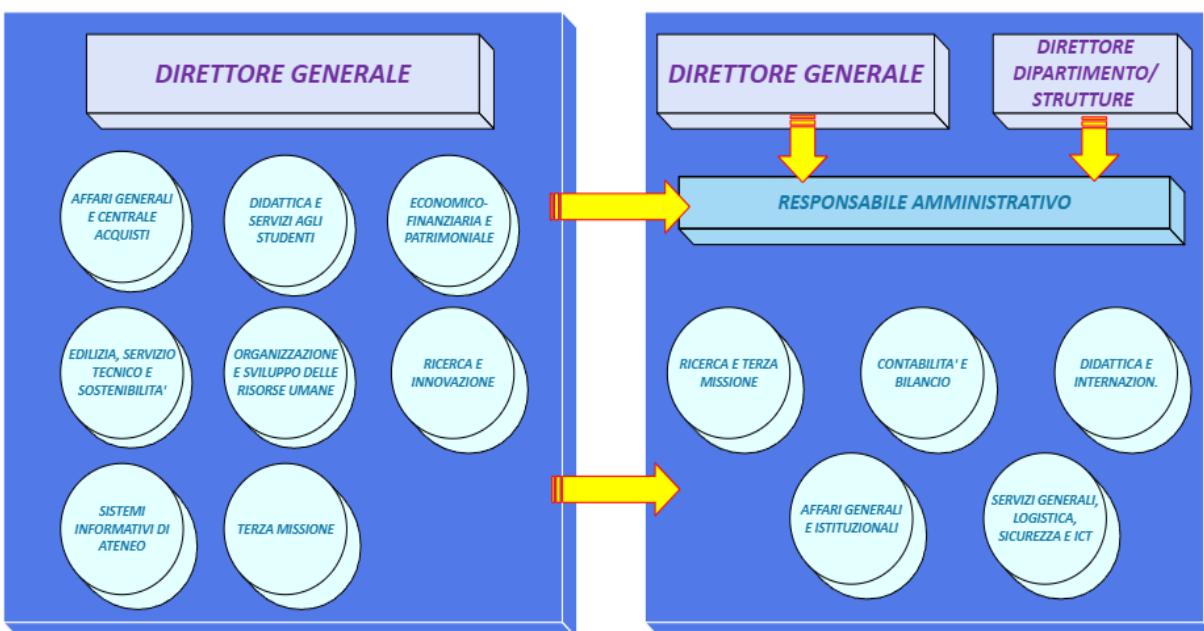 DIRETTORE GENERALE
AFFARI GENERALI
E CENTRALE
ACQUISTI
DIDATTICA E
SERVIZI AGLI
STUDENTI
ECONOMICO-
FINANZIARIA E
PATRIMONIALE
EDILIZIA, SERVIZIO
TECNICO E
SOSTENIBILITA'
ORGANIZZAZIONE
E SVILUPPO DELLE
RISORSE UMANE
RICERCA E
INNOVAZIONE
SISTEMI
INFORMATIVI DI
ATENEO
TERZA MISSIONE
DIRETTORE GENERALE
DIRETTORE
DIPARTIMENTO/
STRUTTURE
RESPONSABILE AMMINISTRATIVO
RICERCA E TERZA
MISSIONE
CONTABILITA' E
BILANCIO
DIDATTICA E
INTERNAZION.
AFFARI GENERALI
E ISTITUZIONALI
SERVIZI GENERALI,
LOGISTICA,
SICUREZZA E ICT